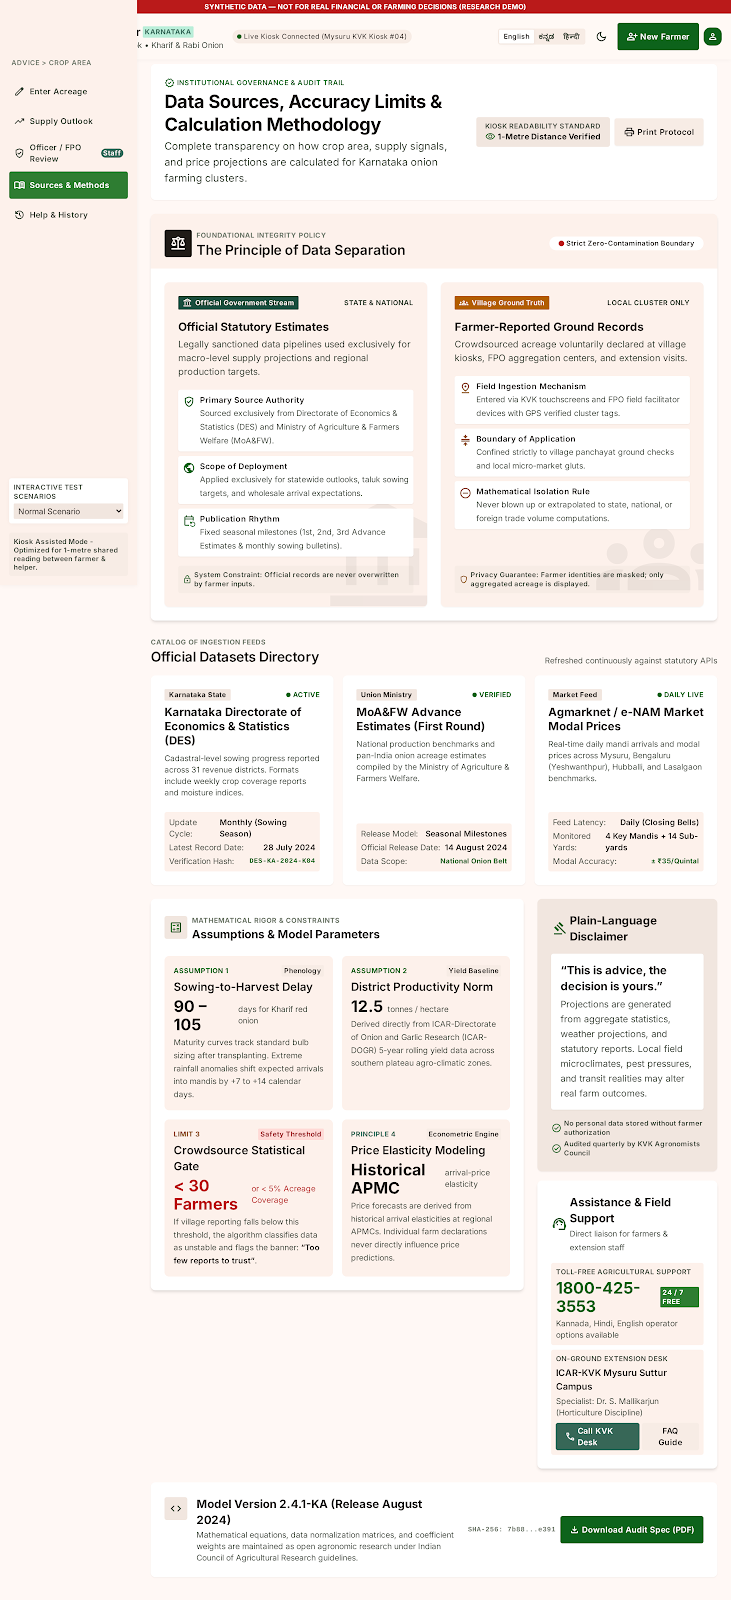 SYNTHETIC DATA — NOT FOR REAL FINANCIAL OR FARMING DECISIONS (RESEARCH DEMO)
KARNATAKA
• Kharif & Rabi Onion
Live Kiosk Connected (Mysuru KVK Kiosk #04)
English
ಕನ್ನಡ
हिन्दी
New Farmer
ADVICE > CROP AREA
Enter Acreage
Supply Outlook
Officer / FPO
Review
Staff
Sources & Methods
Help & History
INTERACTIVE TEST
SCENARIOS
Normal Scenario
Kiosk Assisted Mode -
Optimized for 1-metre shared
reading between farmer &
helper.
INSTITUTIONAL GOVERNANCE & AUDIT TRAIL
Data Sources, Accuracy Limits &
Calculation Methodology
Complete transparency on how crop area, supply signals,
and price projections are calculated for Karnataka onion
farming clusters.
KIOSK READABILITY STANDARD
1-Metre Distance Verified
Print Protocol
FOUNDATIONAL INTEGRITY POLICY
The Principle of Data Separation
Strict Zero-Contamination Boundary
Official Government Stream
STATE & NATIONAL
Official Statutory Estimates
Legally sanctioned data pipelines used exclusively for
macro-level supply projections and regional
production targets.
Primary Source Authority
Sourced exclusively from Directorate of Economics &
Statistics (DES) and Ministry of Agriculture & Farmers
Welfare (MoA&FW).
Scope of Deployment
Applied exclusively for statewide outlooks, taluk sowing
targets, and wholesale arrival expectations.
Publication Rhythm
Fixed seasonal milestones (1st, 2nd, 3rd Advance
Estimates & monthly sowing bulletins).
System Constraint: Official records are never overwritten
by farmer inputs.
Village Ground Truth
LOCAL CLUSTER ONLY
Farmer-Reported Ground Records
Crowdsourced acreage voluntarily declared at village
kiosks, FPO aggregation centers, and extension visits.
Field Ingestion Mechanism
Entered via KVK touchscreens and FPO field facilitator
devices with GPS verified cluster tags.
Boundary of Application
Confined strictly to village panchayat ground checks
and local micro-market gluts.
Mathematical Isolation Rule
Never blown up or extrapolated to state, national, or
foreign trade volume computations.
Privacy Guarantee: Farmer identities are masked; only
aggregated acreage is displayed.
CATALOG OF INGESTION FEEDS
Official Datasets Directory
Refreshed continuously against statutory APIs
Karnataka State
ACTIVE
Karnataka Directorate of
Economics & Statistics
(DES)
Cadastral-level sowing progress reported
across 31 revenue districts. Formats
include weekly crop coverage reports
and moisture indices.
Update
Cycle:
Monthly (Sowing
Season)
Latest Record Date: 28 July 2024
Verification Hash: DES-KA-2024-K04
Union Ministry
VERIFIED
MoA&FW Advance
Estimates (First Round)
National production benchmarks and
pan-India onion acreage estimates
compiled by the Ministry of Agriculture &
Farmers Welfare.
Release Model: Seasonal Milestones
Official Release Date: 14 August 2024
Data Scope: National Onion Belt
Market Feed
DAILY LIVE
Agmarknet / e-NAM Market
Modal Prices
Real-time daily mandi arrivals and modal
prices across Mysuru, Bengaluru
(Yeshwanthpur), Hubballi, and Lasalgaon
benchmarks.
Feed Latency: Daily (Closing Bells)
Monitored
Yards:
4 Key Mandis + 14 Sub-
yards
Modal Accuracy: ± ₹35/Quintal
MATHEMATICAL RIGOR & CONSTRAINTS
Assumptions & Model Parameters
ASSUMPTION 1
Phenology
Sowing-to-Harvest Delay
90 –
105
days for Kharif red
onion
Maturity curves track standard bulb
sizing after transplanting. Extreme
rainfall anomalies shift expected arrivals
into mandis by +7 to +14 calendar
days.
ASSUMPTION 2
Yield Baseline
District Productivity Norm
12.5 tonnes / hectare
Derived directly from ICAR-Directorate
of Onion and Garlic Research (ICAR-
DOGR) 5-year rolling yield data across
southern plateau agro-climatic zones.
LIMIT 3
Safety Threshold
Crowdsource Statistical
Gate
< 30
Farmers
or < 5% Acreage
Coverage
If village reporting falls below this
threshold, the algorithm classifies data
as unstable and flags the banner: "Too
few reports to trust".
PRINCIPLE 4
Econometric Engine
Price Elasticity Modeling
Historical
APMC
arrival-price
elasticity
Price forecasts are derived from
historical arrival elasticities at regional
APMCs. Individual farm declarations
never directly influence price
predictions.
Plain-Language
Disclaimer
“This is advice, the
decision is yours.”
Projections are generated
from aggregate statistics,
weather projections, and
statutory reports. Local field
microclimates, pest pressures,
and transit realities may alter
real farm outcomes.
No personal data stored without farmer
authorization
Audited quarterly by KVK Agronomists
Council
Assistance & Field
Support
Direct liaison for farmers &
extension staff
TOLL-FREE AGRICULTURAL SUPPORT
1800-425-
3553
24 / 7
FREE
Kannada, Hindi, English operator
options available
ON-GROUND EXTENSION DESK
ICAR-KVK Mysuru Suttur
Campus
Specialist: Dr. S. Mallikarjun
(Horticulture Discipline)
Call KVK
Desk
FAQ
Guide
Model Version 2.4.1-KA (Release August
2024)
Mathematical equations, data normalization matrices, and coefficient
weights are maintained as open agronomic research under Indian
Council of Agricultural Research guidelines.
SHA-256: 7b88...e391
Download Audit Spec (PDF)